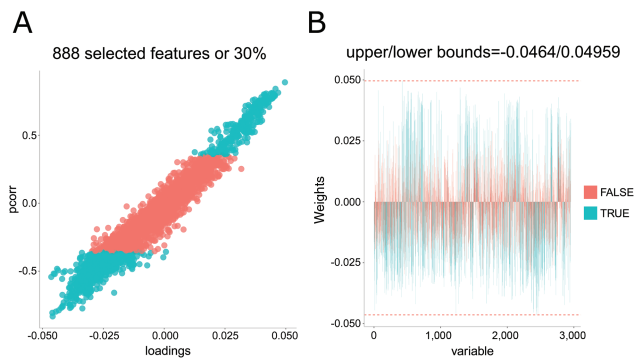 A
888 selected features or 30%
pcorr
0.5
0.0
-0.5
-0.050
-0.025
0.000
0.025
0.050
loadings
B
upper/lower bounds=-0.0464/0.04959
Weights
0.050
0.025
0.000
-0.025
-0.050
0
1,000
2,000
3,000
variable
FALSE
TRUE